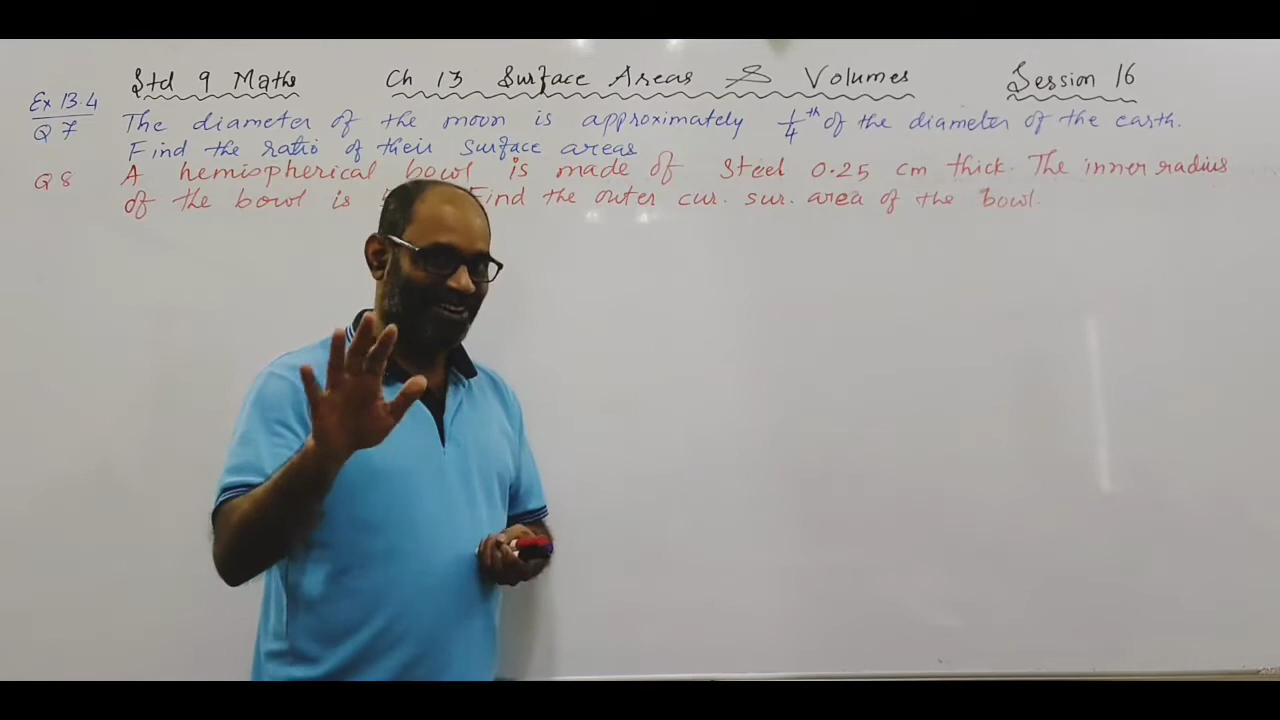 Std 9 Maths Ch 13 Surface Areas & Volumes Session 16
Ex 13.4
Q 7 The diameter of the moon is approximately 1/4 th of the diameter of the earth.
Find the ratio of their surface areas
Q 8 A hemispherical bowl is made of steel 0.25 cm thick. The inner radius
of the bowl is Find the outer cur. sur. area of the bowl.